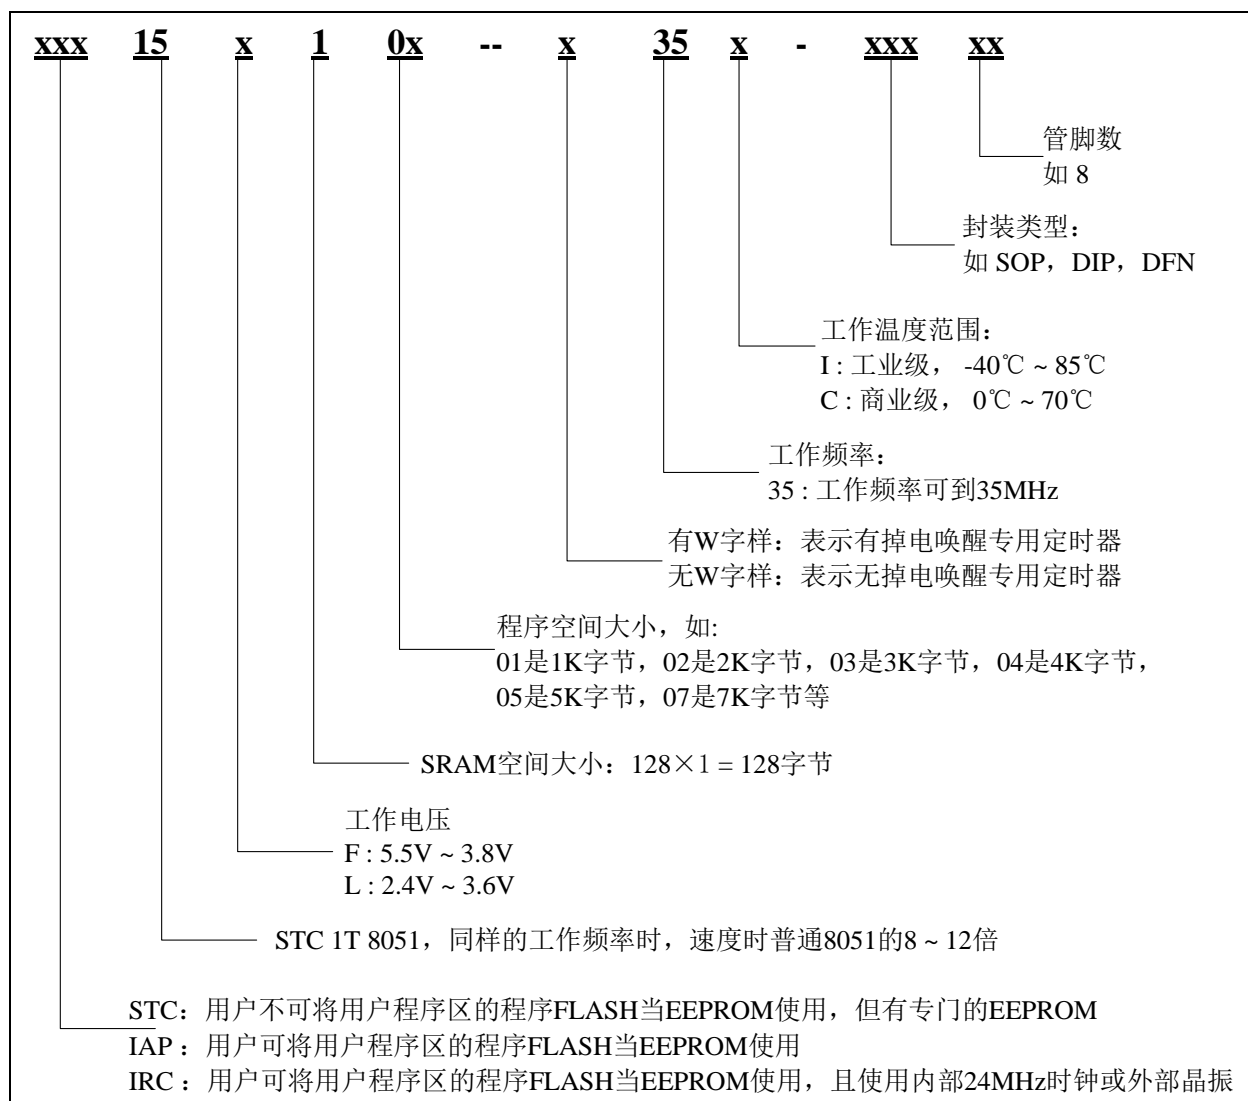 xxx 15 x 1 0x -- x 35 x - xxx xx
管脚数
如 8
封装类型：
如 SOP，DIP，DFN
工作温度范围：
I : 工业级， -40℃ ~ 85℃
C : 商业级， 0℃ ~ 70℃
工作频率：
35 : 工作频率可到35MHz
有W字样：表示有掉电唤醒专用定时器
无W字样：表示无掉电唤醒专用定时器
程序空间大小，如:
01是1K字节，02是2K字节，03是3K字节，04是4K字节，
05是5K字节，07是7K字节等
SRAM空间大小：128×1 = 128字节
工作电压
F : 5.5V ~ 3.8V
L : 2.4V ~ 3.6V
STC 1T 8051，同样的工作频率时，速度时普通8051的8 ~ 12倍
STC：用户不可将用户程序区的程序FLASH当EEPROM使用，但有专门的EEPROM
IAP：用户可将用户程序区的程序FLASH当EEPROM使用
IRC：用户可将用户程序区的程序FLASH当EEPROM使用，且使用内部24MHz时钟或外部晶振